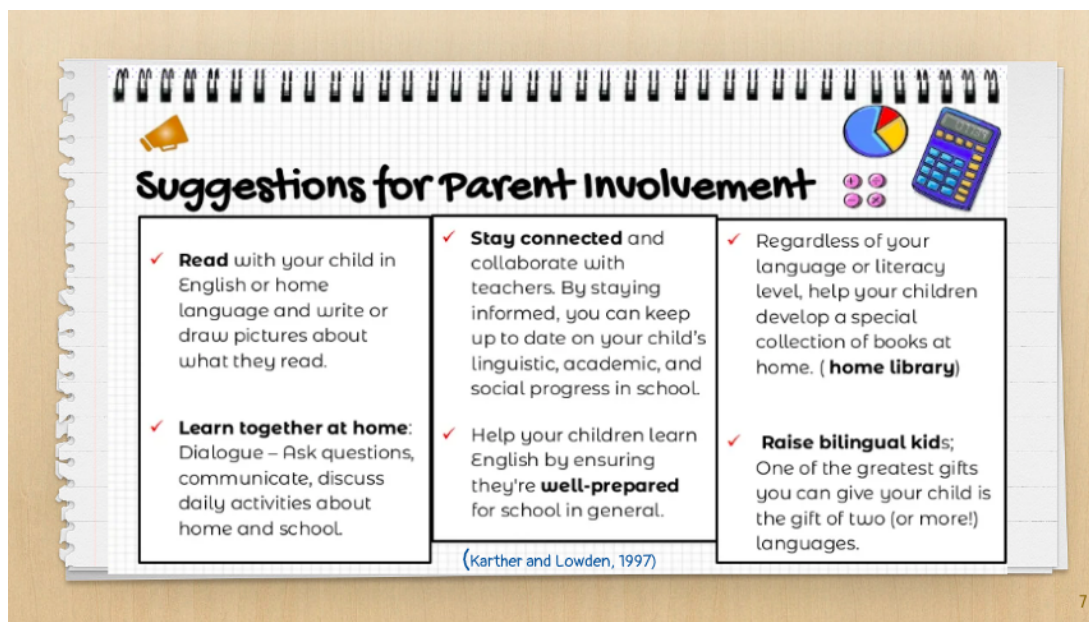 Suggestions for Parent Involvement
✓ Read with your child in
English or home
language and write or
draw pictures about
what they read.
✓ Learn together at home:
Dialogue – Ask questions,
communicate, discuss
daily activities about
home and school.
✓ Stay connected and
collaborate with
teachers. By staying
informed, you can keep
up to date on your child's
linguistic, academic, and
social progress in school.
✓ Help your children learn
English by ensuring
they're well-prepared
for school in general.
✓ Regardless of your
language or literacy
level, help your children
develop a special
collection of books at
home. ( home library)
✓ Raise bilingual kids;
One of the greatest gifts
you can give your child is
the gift of two (or more!)
languages.
(Karther and Lowden, 1997)
7